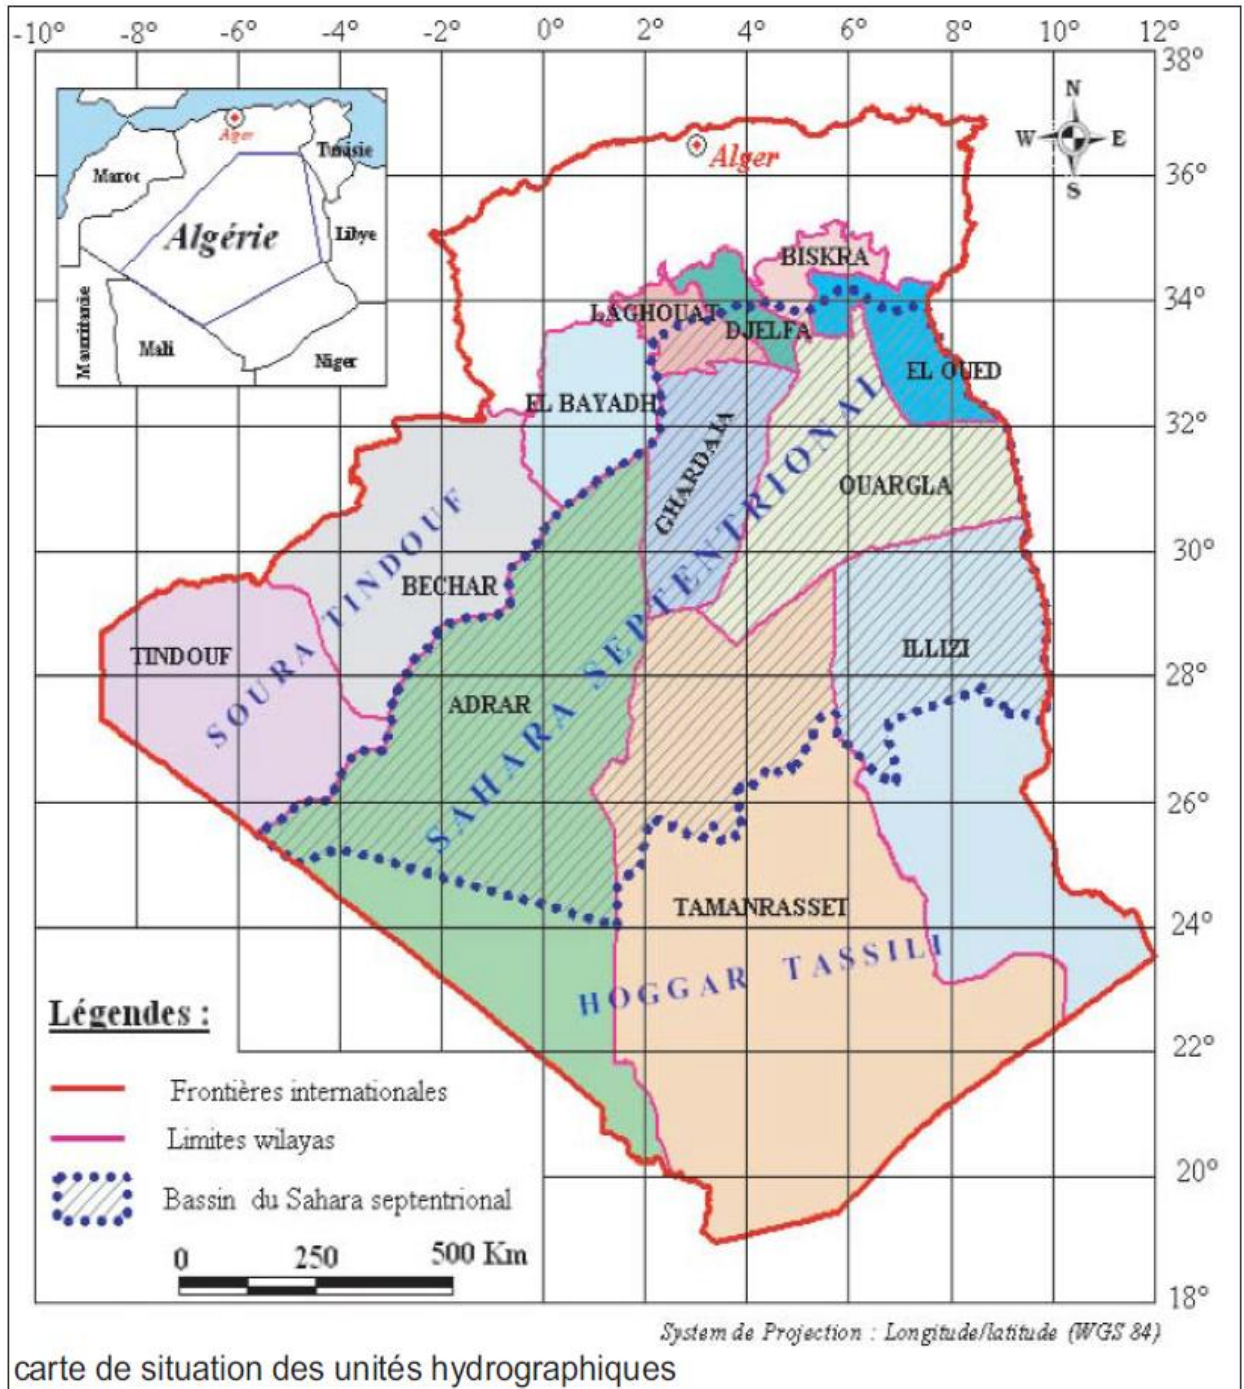 -10° -8° -6° -4° -2° 0° 2° 4° 6° 8° 10° 12°
38°
36°
34°
32°
30°
28°
26°
24°
22°
20°
18°
Alger
Tunisie
Maroc
Algérie
Libye
Mauritanie
Mali
Niger
N
W E
S
Alger
BISKRA
LAGHOUAT
DJELFA
EL OUED
EL BAYADH
GHARDAIA
OUARGLA
BECHAR
TINDOUF
ILLIZI
ADRAR
TAMANRASSET
SOURA TINDOUF
SAHARA SEPTENTRIONAL
HOGGAR TASSILI
Légendes :
Frontières internationales
Limites wilayas
Bassin du Sahara septentrional
0 250 500 Km
System de Projection : Longitude/latitude (WGS 84)
carte de situation des unités hydrographiques